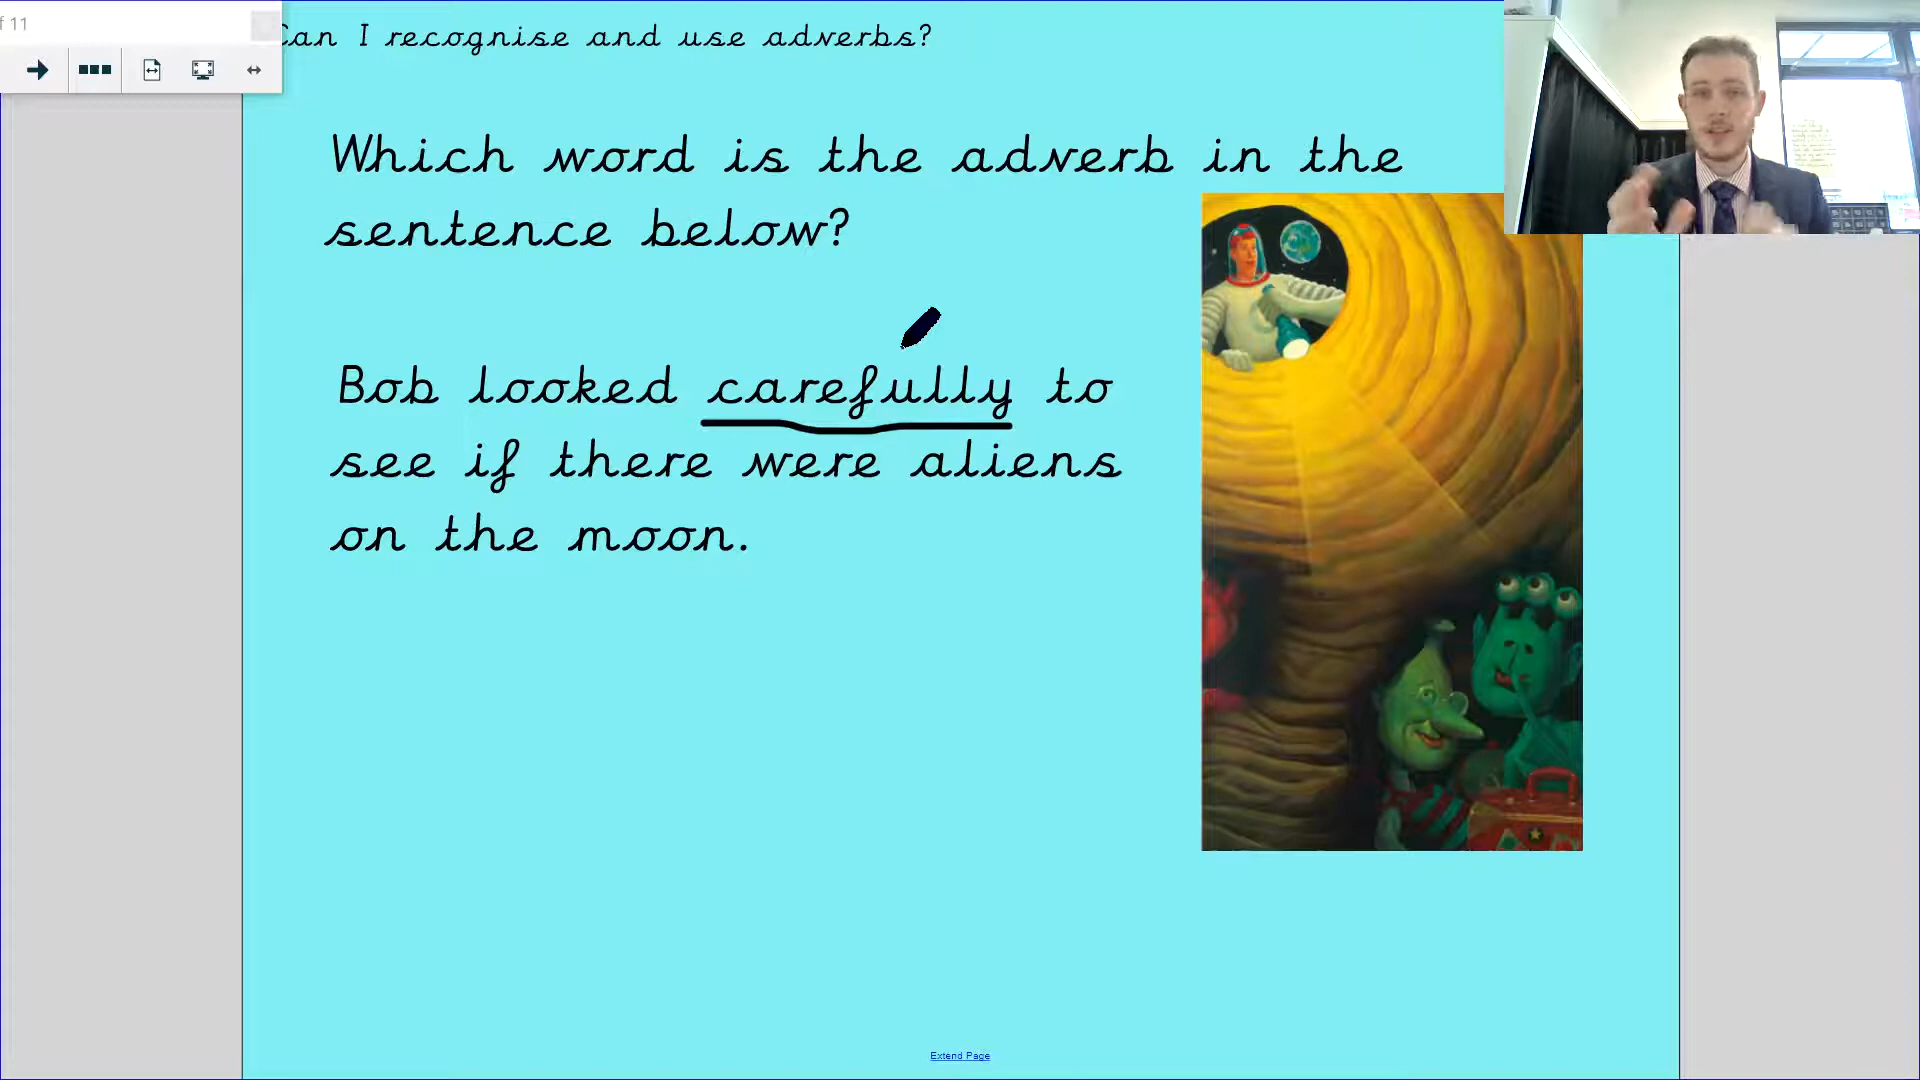 f 11
Can I recognise and use adverbs?
Which word is the adverb in the
sentence below?
Bob looked carefully to
see if there were aliens
on the moon.
Extend Page